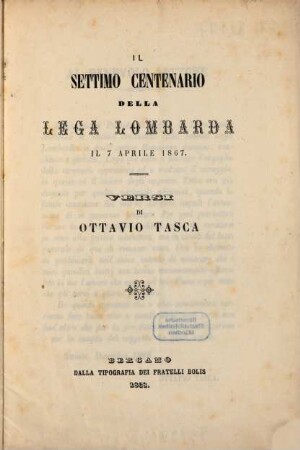 IL
SETTIMO CENTENARIO
DELLA
LEGA LOMBARDA
IL 7 APRILE 1867.
VERSI
DI
OTTAVIO TASCA
BERGAMO
DALLA TIPOGRAFIA DEI FRATELLI BOLIS